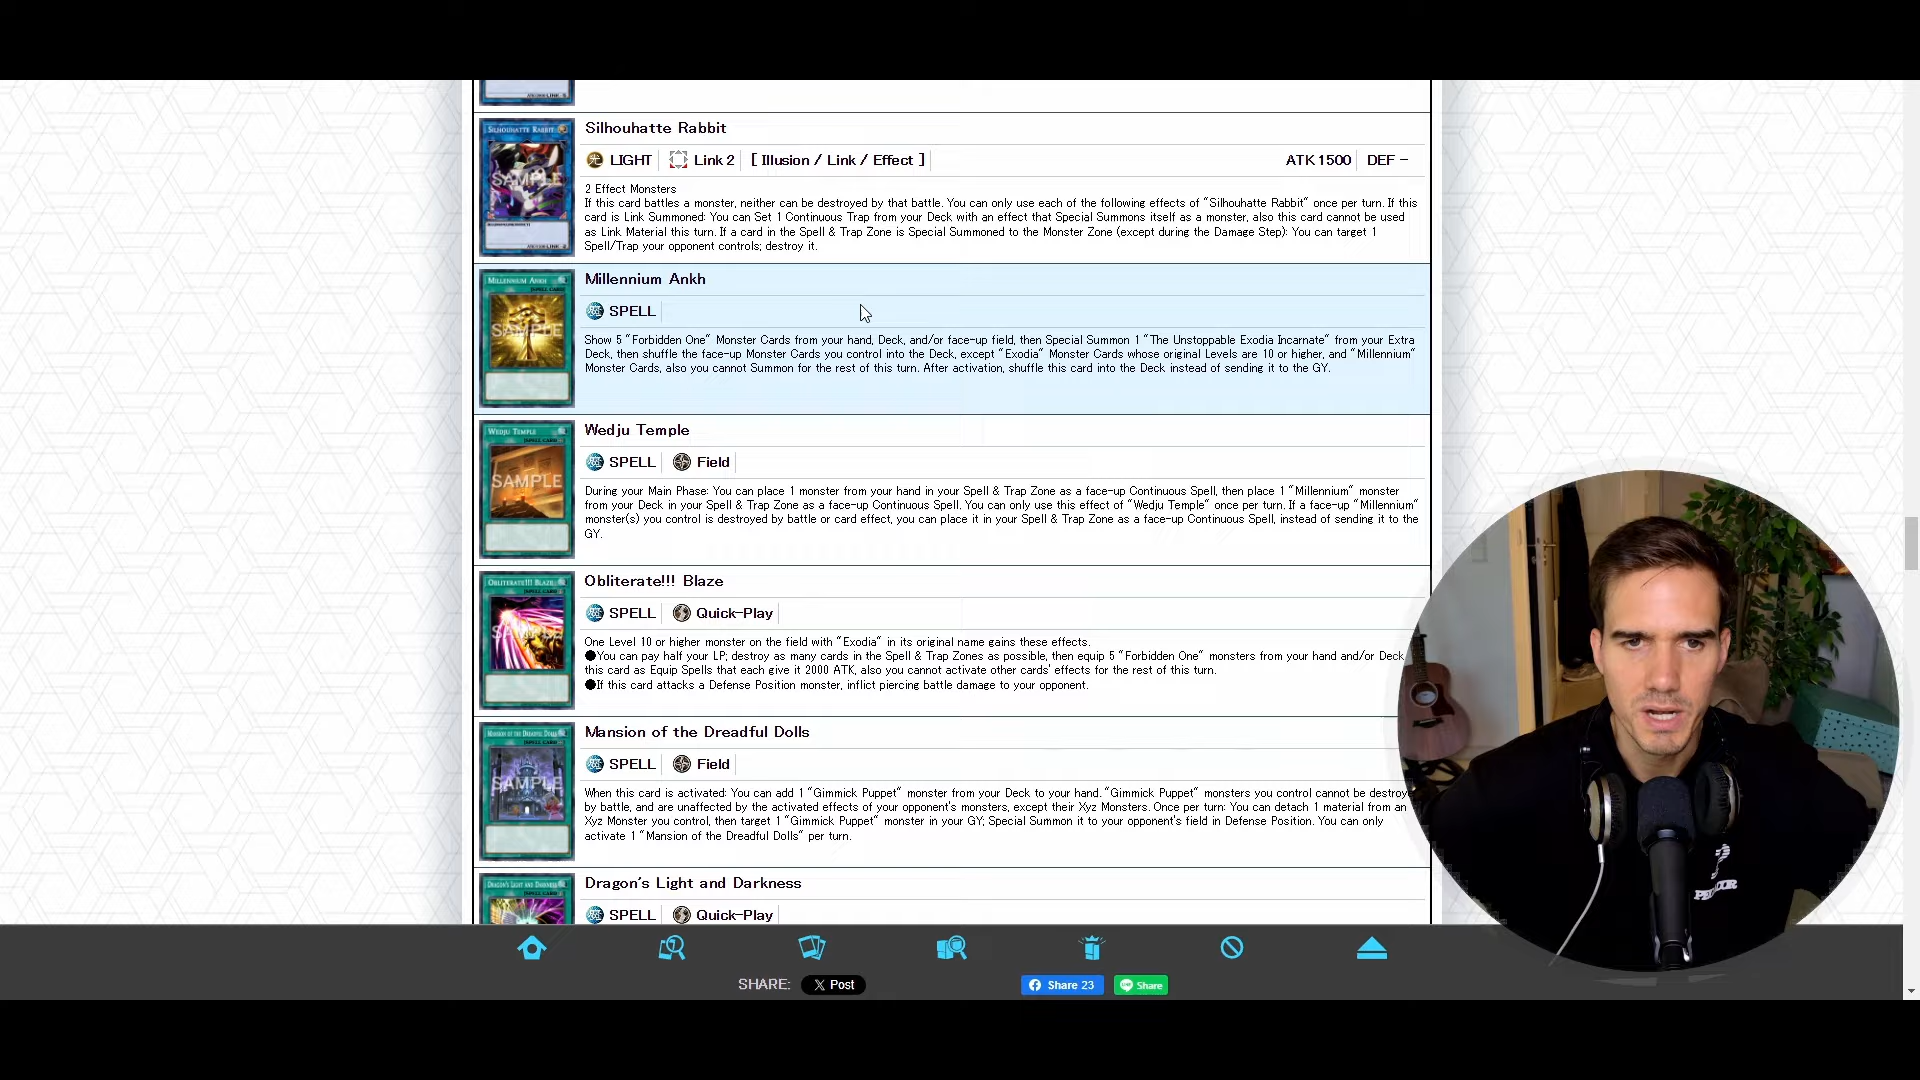 SILHOUHATTE RABBIT
SAMPLE
Silhouhatte Rabbit
LIGHT Link 2 [ Illusion / Link / Effect ] ATK 1500 DEF -
2 Effect Monsters
If this card battles a monster, neither can be destroyed by that battle. You can only use each of the following effects of "Silhouhatte Rabbit" once per turn. If this
card is Link Summoned: You can Set 1 Continuous Trap from your Deck with an effect that Special Summons itself as a monster, also this card cannot be used
as Link Material this turn. If a card in the Spell & Trap Zone is Special Summoned to the Monster Zone (except during the Damage Step): You can target 1
Spell/Trap your opponent controls; destroy it.
MILLENNIUM ANKH
SAMPLE
Millennium Ankh
SPELL
Show 5 "Forbidden One" Monster Cards from your hand, Deck, and/or face-up field, then Special Summon 1 "The Unstoppable Exodia Incarnate" from your Extra
Deck, then shuffle the face-up Monster Cards you control into the Deck, except "Exodia" Monster Cards whose original Levels are 10 or higher, and "Millennium"
Monster Cards, also you cannot Summon for the rest of this turn. After activation, shuffle this card into the Deck instead of sending it to the GY.
WEDJU TEMPLE
SAMPLE
Wedju Temple
SPELL Field
During your Main Phase: You can place 1 monster from your hand in your Spell & Trap Zone as a face-up Continuous Spell, then place 1 "Millennium" monster
from your Deck in your Spell & Trap Zone as a face-up Continuous Spell. You can only use this effect of "Wedju Temple" once per turn. If a face-up "Millennium"
monster(s) you control is destroyed by battle or card effect, you can place it in your Spell & Trap Zone as a face-up Continuous Spell, instead of sending it to the
GY.
OBLITERATE!!! BLAZE
SAMPLE
Obliterate!!! Blaze
SPELL Quick-Play
One Level 10 or higher monster on the field with "Exodia" in its original name gains these effects.
●You can pay half your LP; destroy as many cards in the Spell & Trap Zones as possible, then equip 5 "Forbidden One" monsters from your hand and/or Deck
this card as Equip Spells that each give it 2000 ATK, also you cannot activate other cards' effects for the rest of this turn.
●If this card attacks a Defense Position monster, inflict piercing battle damage to your opponent.
MANSION OF THE DREADFUL DOLLS
SAMPLE
Mansion of the Dreadful Dolls
SPELL Field
When this card is activated: You can add 1 "Gimmick Puppet" monster from your Deck to your hand. "Gimmick Puppet" monsters you control cannot be destroye
by battle, and are unaffected by the activated effects of your opponent's monsters, except their Xyz Monsters. Once per turn: You can detach 1 material from an
Xyz Monster you control, then target 1 "Gimmick Puppet" monster in your GY; Special Summon it to your opponent's field in Defense Position. You can only
activate 1 "Mansion of the Dreadful Dolls" per turn.
DRAGON'S LIGHT AND DARKNESS
Dragon's Light and Darkness
SPELL Quick-Play
SHARE: Post Share 23 Share